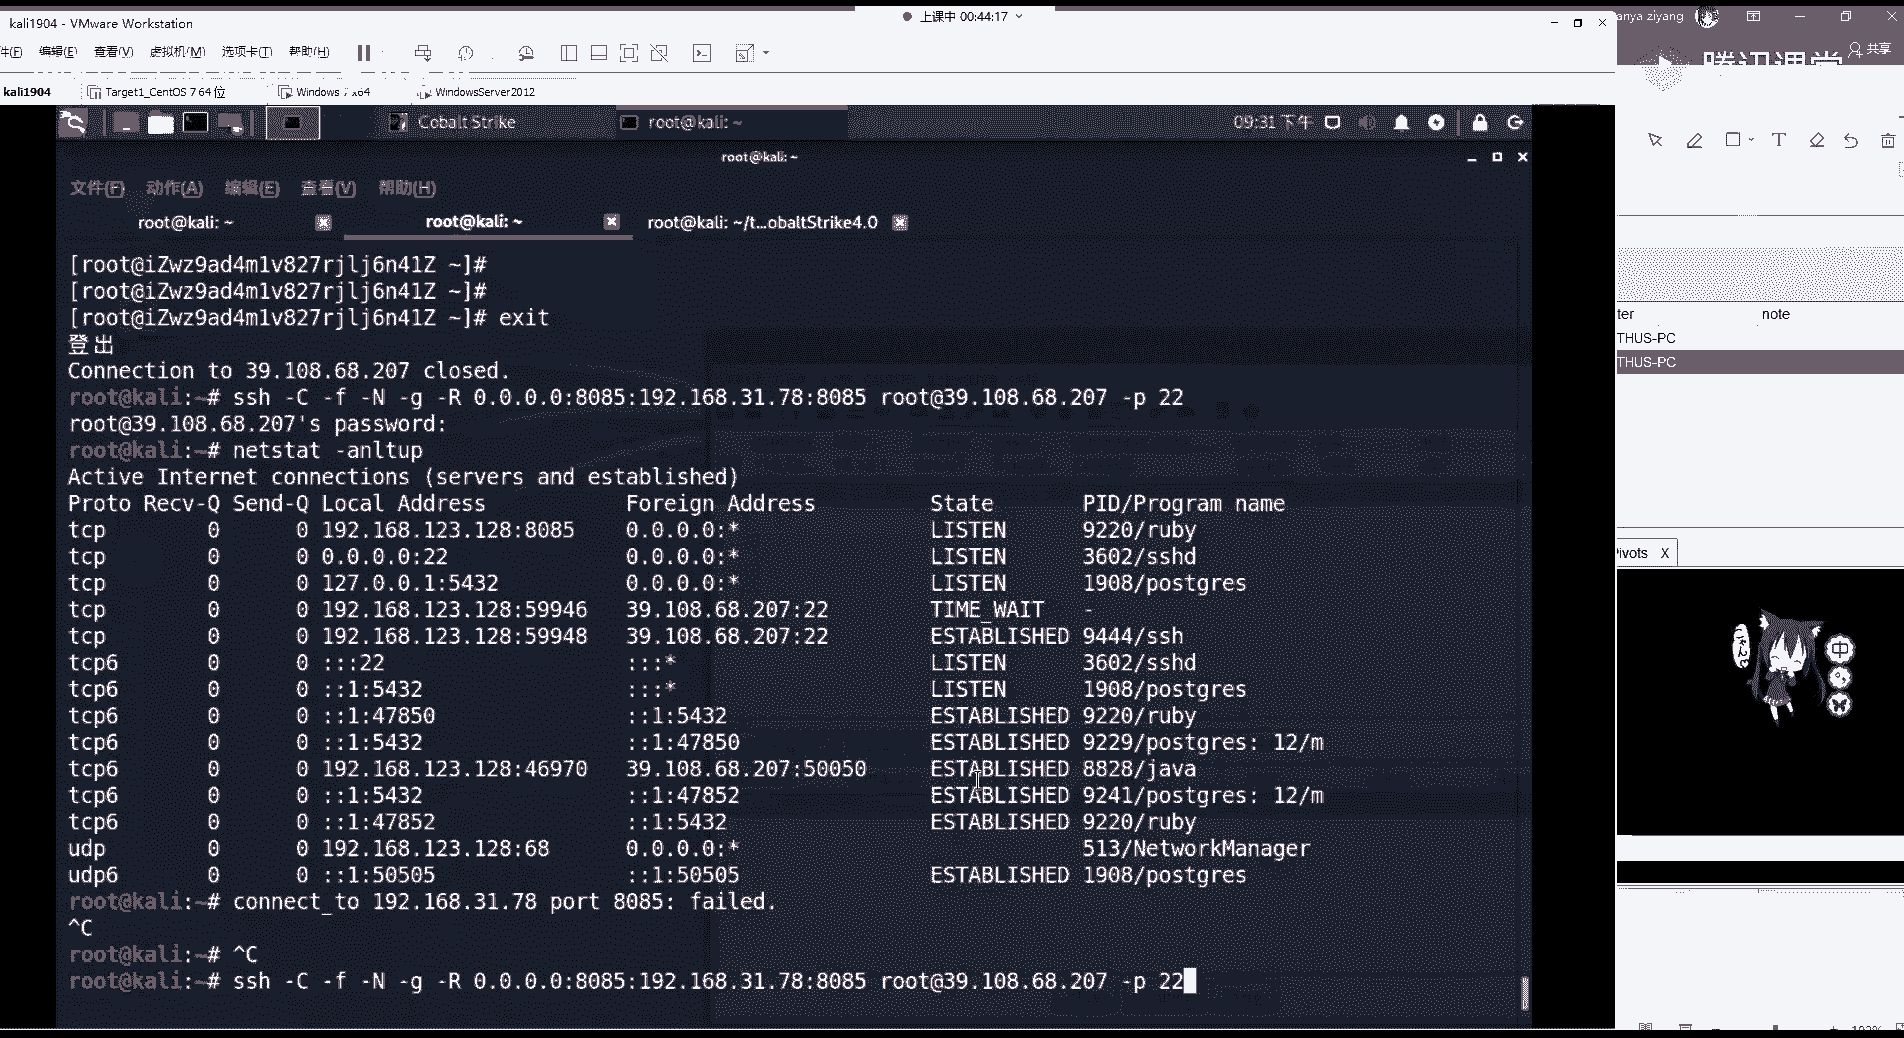 上课中 00:44:17
kali1904 - VMware Workstation
anya ziyang
件(F) 编辑(E) 查看(V) 虚拟机(M) 选项卡(T) 帮助(H)
共享
腾讯课堂
kali1904 Target1_CentOS 7 64 位 Windows 7 x64 WindowsServer2012
Cobalt Strike root@kali: ~ 09:31 下午
root@kali: ~
文件(F) 动作(A) 编辑(E) 查看(V) 帮助(H)
root@kali: ~ root@kali: ~ root@kali: ~/t...obaltStrike4.0
[root@iZwz9ad4m1v827rjlj6n41Z ~]#
[root@iZwz9ad4m1v827rjlj6n41Z ~]#
[root@iZwz9ad4m1v827rjlj6n41Z ~]# exit
登出
Connection to 39.108.68.207 closed.
root@kali:~# ssh -C -f -N -g -R 0.0.0.0:8085:192.168.31.78:8085 root@39.108.68.207 -p 22
root@39.108.68.207's password:
root@kali:~# netstat -anltup
Active Internet connections (servers and established)
Proto Recv-Q Send-Q Local Address Foreign Address State PID/Program name
tcp 0 0 192.168.123.128:8085 0.0.0.0:* LISTEN 9220/ruby
tcp 0 0 0.0.0.0:22 0.0.0.0:* LISTEN 3602/sshd
tcp 0 0 127.0.0.1:5432 0.0.0.0:* LISTEN 1908/postgres
tcp 0 0 192.168.123.128:59946 39.108.68.207:22 TIME_WAIT -
tcp 0 0 192.168.123.128:59948 39.108.68.207:22 ESTABLISHED 9444/ssh
tcp6 0 0 :::22 :::* LISTEN 3602/sshd
tcp6 0 0 ::1:5432 :::* LISTEN 1908/postgres
tcp6 0 0 ::1:47850 ::1:5432 ESTABLISHED 9220/ruby
tcp6 0 0 ::1:5432 ::1:47850 ESTABLISHED 9229/postgres: 12/m
tcp6 0 0 192.168.123.128:46970 39.108.68.207:50050 ESTABLISHED 8828/java
tcp6 0 0 ::1:5432 ::1:47852 ESTABLISHED 9241/postgres: 12/m
tcp6 0 0 ::1:47852 ::1:5432 ESTABLISHED 9220/ruby
udp 0 0 192.168.123.128:68 0.0.0.0:* 513/NetworkManager
udp6 0 0 ::1:50505 ::1:50505 ESTABLISHED 1908/postgres
root@kali:~# connect_to 192.168.31.78 port 8085: failed.
^C
root@kali:~# ^C
root@kali:~# ssh -C -f -N -g -R 0.0.0.0:8085:192.168.31.78:8085 root@39.108.68.207 -p 22
ter note
THUS-PC
THUS-PC
Pivots X
中